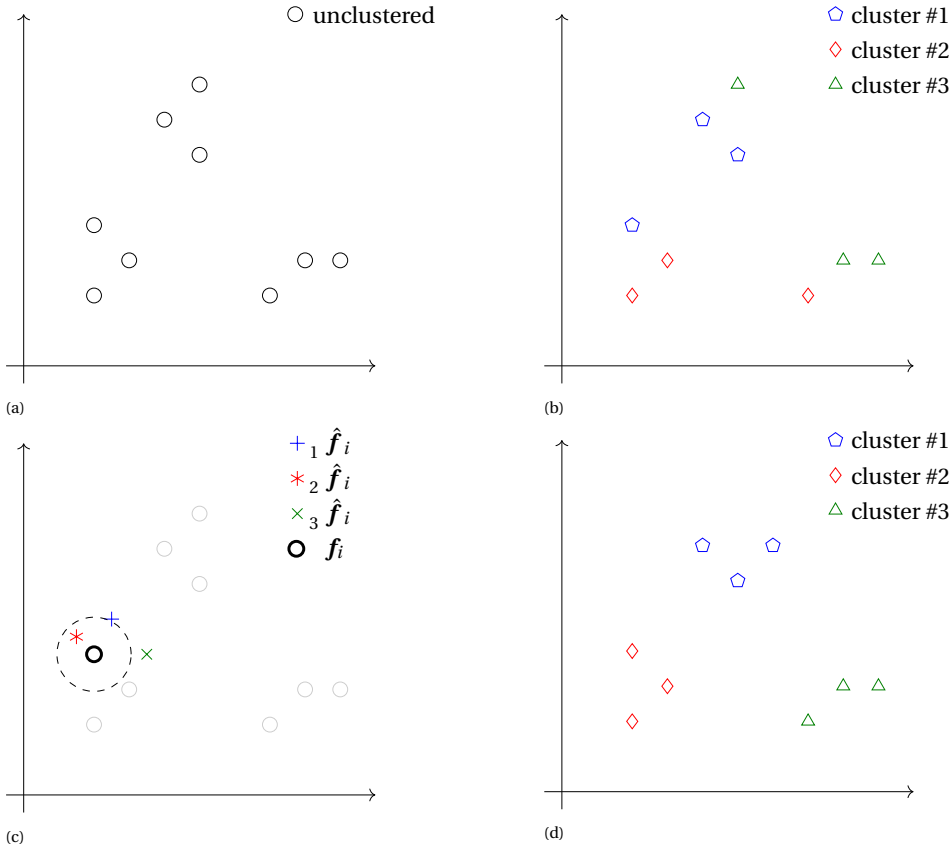 unclustered
(a)
cluster #1
cluster #2
cluster #3
(b)
₁ f̂ᵢ
₂ f̂ᵢ
₃ f̂ᵢ
fᵢ
(c)
cluster #1
cluster #2
cluster #3
(d)